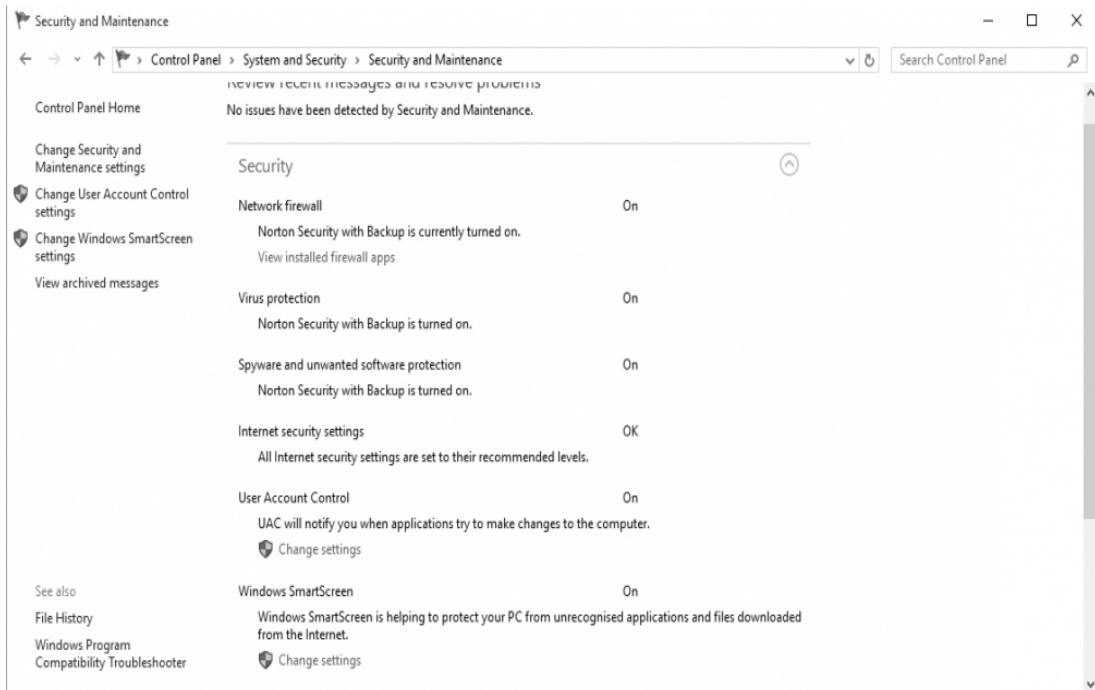 Security and Maintenance
Control Panel > System and Security > Security and Maintenance
Search Control Panel
Control Panel Home
Change Security and
Maintenance settings
Change User Account Control
settings
Change Windows SmartScreen
settings
View archived messages
See also
File History
Windows Program
Compatibility Troubleshooter
Review recent messages and resolve problems
No issues have been detected by Security and Maintenance.
Security
Network firewall On
Norton Security with Backup is currently turned on.
View installed firewall apps
Virus protection On
Norton Security with Backup is turned on.
Spyware and unwanted software protection On
Norton Security with Backup is turned on.
Internet security settings OK
All Internet security settings are set to their recommended levels.
User Account Control On
UAC will notify you when applications try to make changes to the computer.
Change settings
Windows SmartScreen On
Windows SmartScreen is helping to protect your PC from unrecognised applications and files downloaded
from the Internet.
Change settings